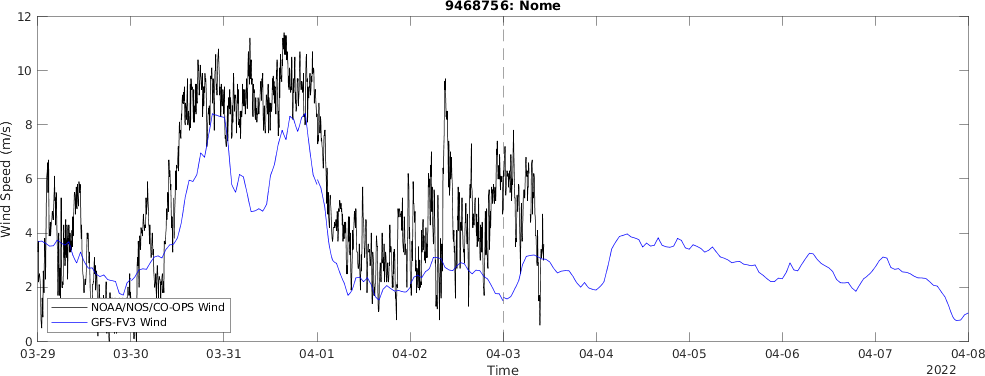 9468756: Nome
12
10
8
6
4
2
0
Wind Speed (m/s)
NOAA/NOS/CO-OPS Wind
GFS-FV3 Wind
03-29 03-30 03-31 04-01 04-02 04-03 04-04 04-05 04-06 04-07 04-08
Time
2022